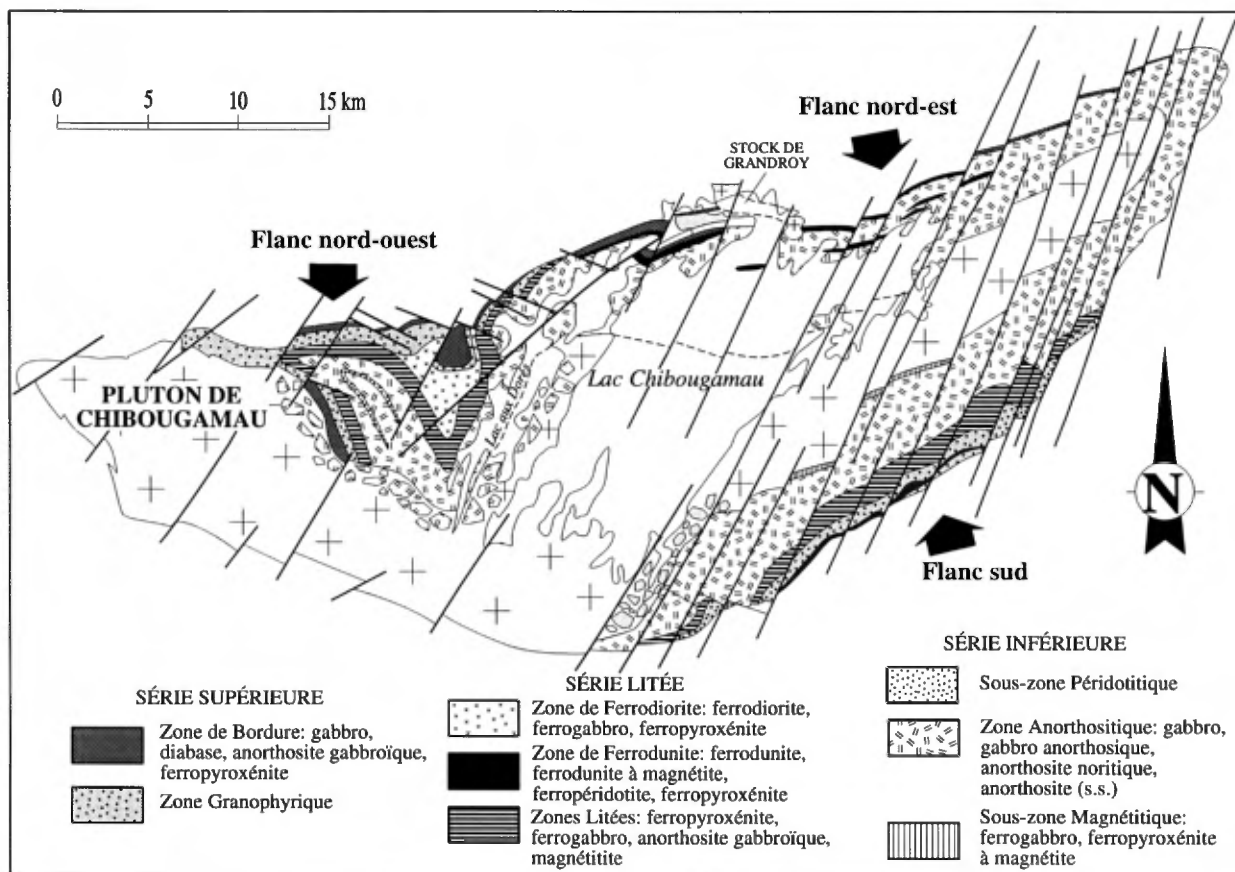 0 5 10 15 km
Flanc nord-est
STOCK DE
GRANDROY
Flanc nord-ouest
Lac Chibougamau
PLUTON DE
CHIBOUGAMAU
Lac aux Dorés
N
Flanc sud
SÉRIE SUPÉRIEURE
Zone de Bordure: gabbro,
diabase, anorthosite gabbroïque,
ferropyroxénite
Zone Granophyrique
SÉRIE LITÉE
Zone de Ferrodiorite: ferrodiorite,
ferrogabbro, ferropyroxénite
Zone de Ferrodunite: ferrodunite,
ferrodunite à magnétite,
ferropéridotite, ferropyroxénite
Zones Litées: ferropyroxénite,
ferrogabbro, anorthosite gabbroïque,
magnétitite
SÉRIE INFÉRIEURE
Sous-zone Péridotitique
Zone Anorthositique: gabbro,
gabbro anorthosique,
anorthosite noritique,
anorthosite (s.s.)
Sous-zone Magnétitique:
ferrogabbro, ferropyroxénite
à magnétite